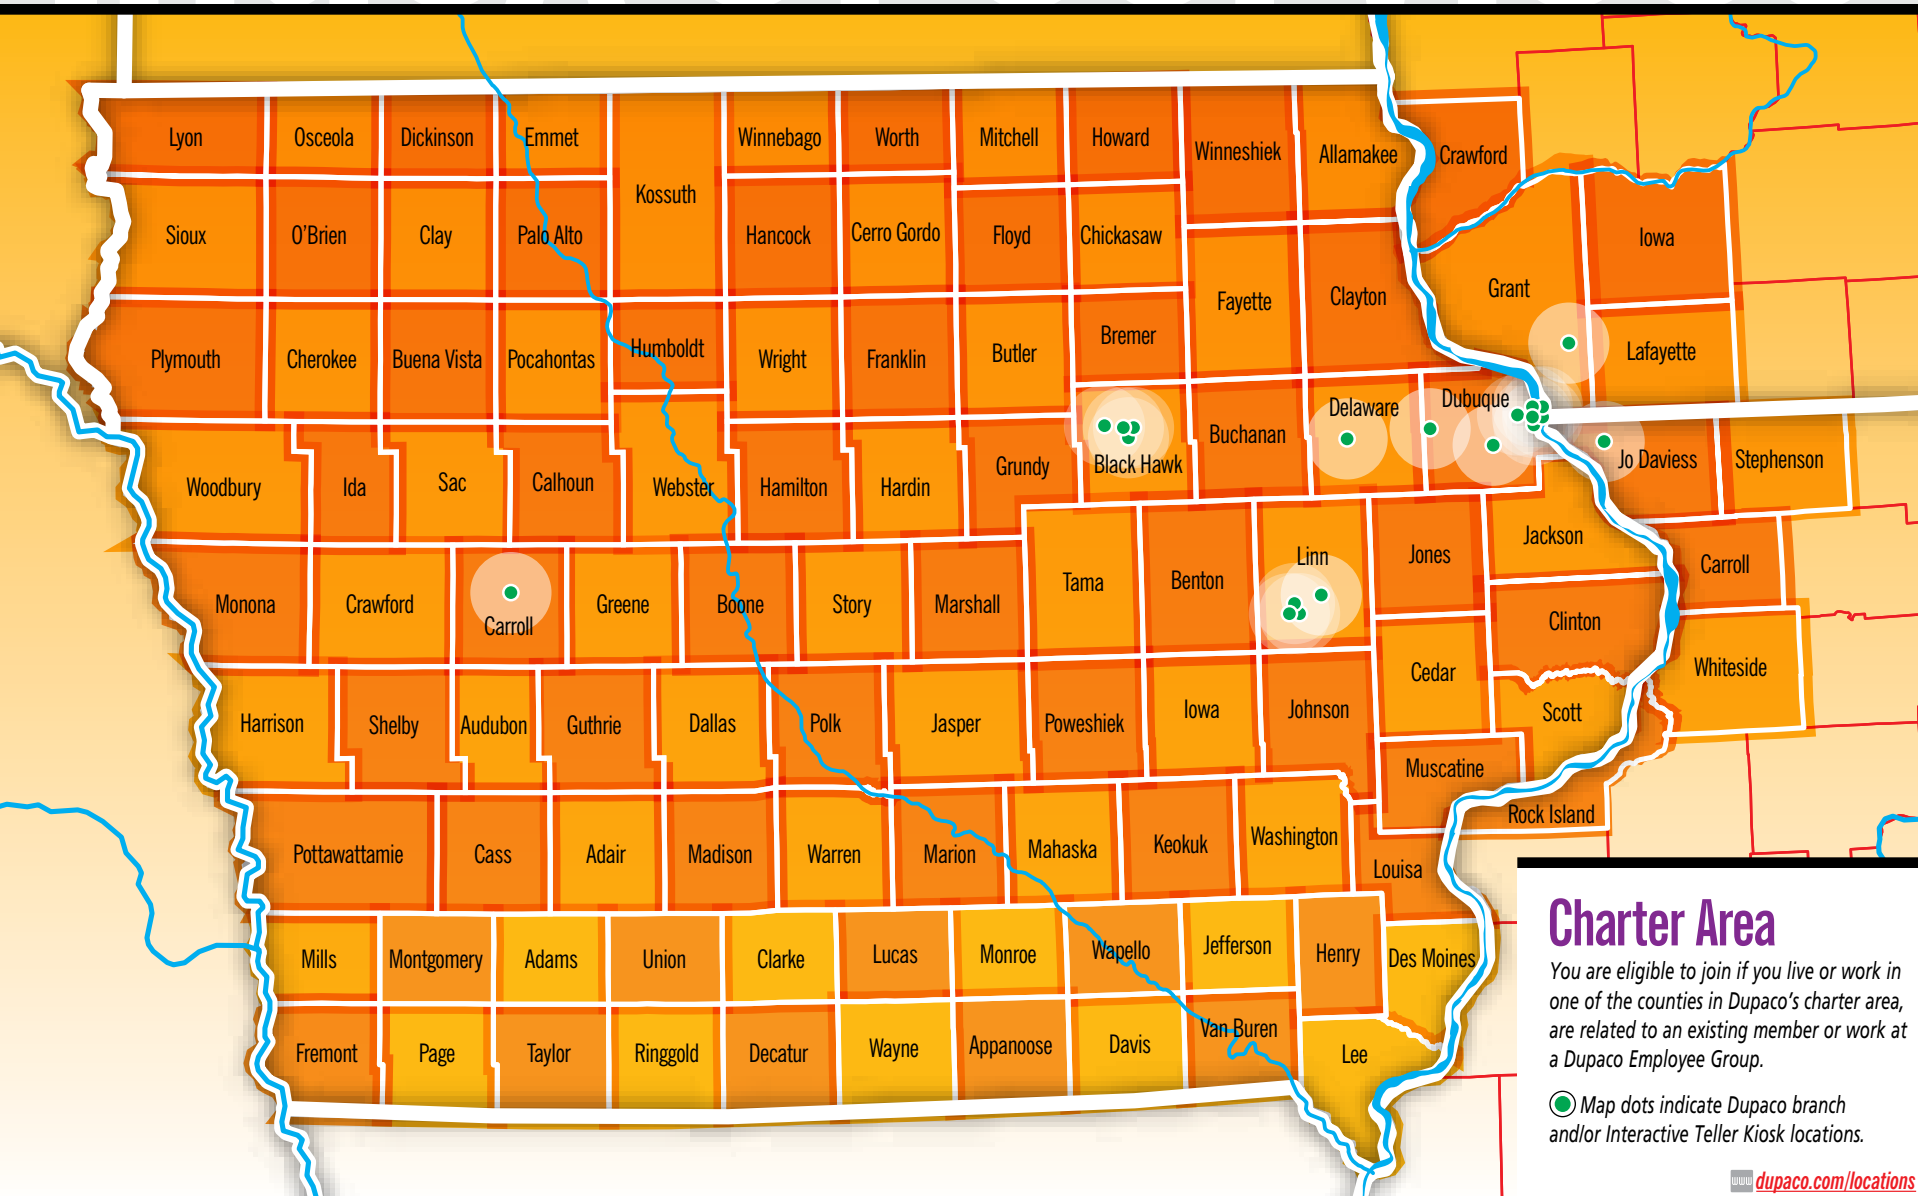 Lyon
Osceola
Dickinson
Emmet
Kossuth
Winnebago
Worth
Mitchell
Howard
Winneshiek
Allamakee
Crawford
Sioux
O'Brien
Clay
Palo Alto
Hancock
Cerro Gordo
Floyd
Chickasaw
Fayette
Clayton
Grant
Iowa
Plymouth
Cherokee
Buena Vista
Pocahontas
Humboldt
Wright
Franklin
Butler
Bremer
Lafayette
Woodbury
Ida
Sac
Calhoun
Webster
Hamilton
Hardin
Grundy
Black Hawk
Buchanan
Delaware
Dubuque
Jo Daviess
Stephenson
Monona
Crawford
Carroll
Greene
Boone
Story
Marshall
Tama
Benton
Linn
Jones
Jackson
Carroll
Clinton
Whiteside
Harrison
Shelby
Audubon
Guthrie
Dallas
Polk
Jasper
Poweshiek
Iowa
Johnson
Cedar
Scott
Muscatine
Rock Island
Pottawattamie
Cass
Adair
Madison
Warren
Marion
Mahaska
Keokuk
Washington
Louisa
Mills
Montgomery
Adams
Union
Clarke
Lucas
Monroe
Wapello
Jefferson
Henry
Des Moines
Fremont
Page
Taylor
Ringgold
Decatur
Wayne
Appanoose
Davis
Van Buren
Lee
Charter Area
You are eligible to join if you live or work in
one of the counties in Dupaco's charter area,
are related to an existing member or work at
a Dupaco Employee Group.
Map dots indicate Dupaco branch
and/or Interactive Teller Kiosk locations.
www dupaco.com/locations